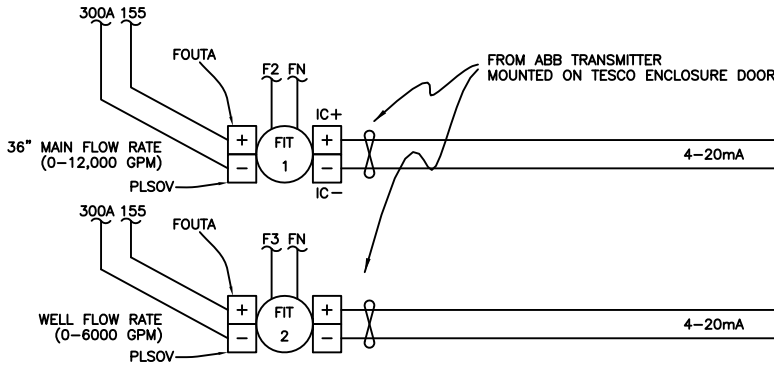 300A 155
FOUTA
F2 FN
FROM ABB TRANSMITTER
MOUNTED ON TESCO ENCLOSURE DOOR
IC+
36" MAIN FLOW RATE
(0-12,000 GPM)
+ FIT +
- 1 -
4-20mA
PLSOV
IC-
300A 155
FOUTA
F3 FN
WELL FLOW RATE
(0-6000 GPM)
+ FIT +
- 2 -
4-20mA
PLSOV